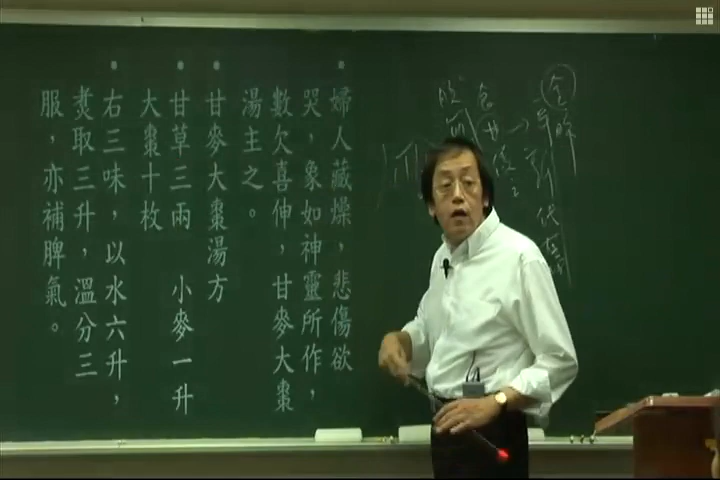 婦人藏燥，悲傷欲
哭，象如神靈所作，
數欠喜伸，甘麥大棗
湯主之。
甘麥大棗湯方
甘草三兩　小麥一升
大棗十枚
右三味，以水六升，
煑取三升，溫分三
服，亦補脾氣。